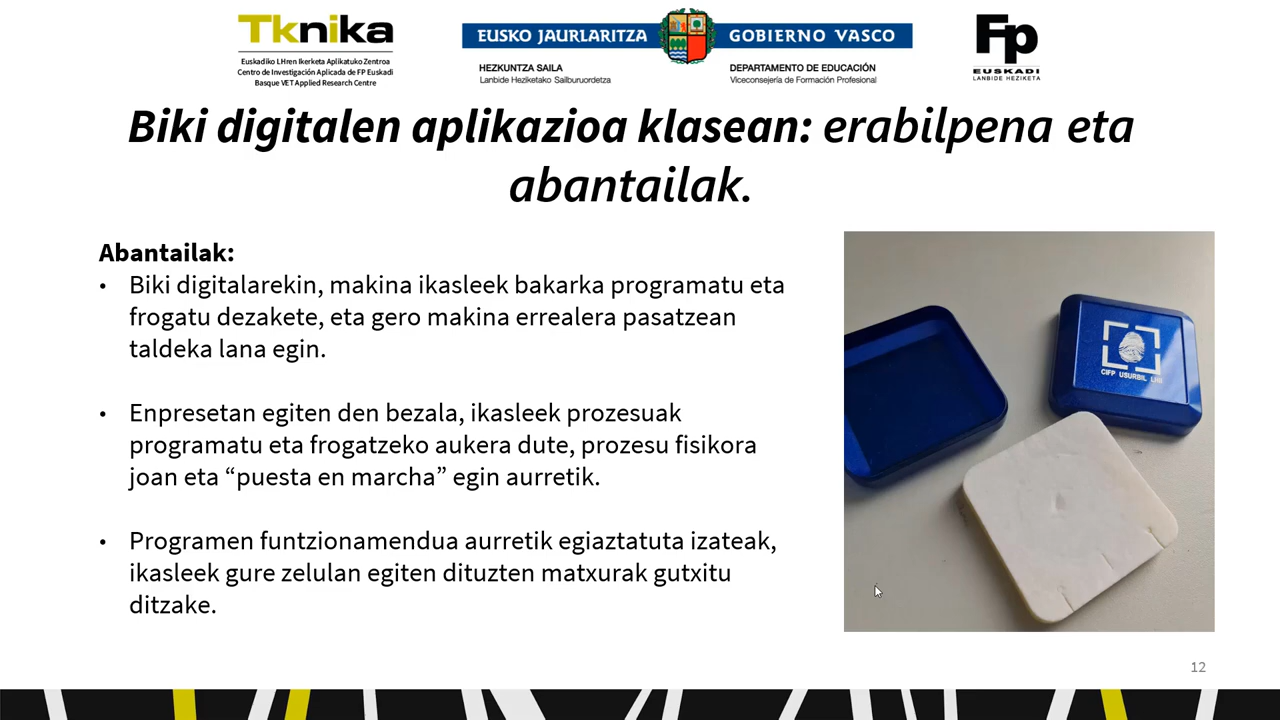 Tknika
Euskadiko LHren Ikerketa Aplikatuko Zentroa
Centro de Investigación Aplicada de FP Euskadi
Basque VET Applied Research Centre
EUSKO JAURLARITZA
GOBIERNO VASCO
HEZKUNTZA SAILA
Lanbide Heziketako Sailburuordetza
DEPARTAMENTO DE EDUCACIÓN
Viceconsejería de Formación Profesional
Fp
EUSKADI
LANBIDE HEZIKETA
Biki digitalen aplikazioa klasean: erabilpena eta
abantailak.
Abantailak:
• Biki digitalarekin, makina ikasleek bakarka programatu eta
frogatu dezakete, eta gero makina errealera pasatzean
taldeka lana egin.
• Enpresetan egiten den bezala, ikasleek prozesuak
programatu eta frogatzeko aukera dute, prozesu fisikora
joan eta “puesta en marcha” egin aurretik.
• Programen funtzionamendua aurretik egiaztatuta izateak,
ikasleek gure zelulan egiten dituzten matxurak gutxitu
ditzake.
CIFP USURBIL LHII
12